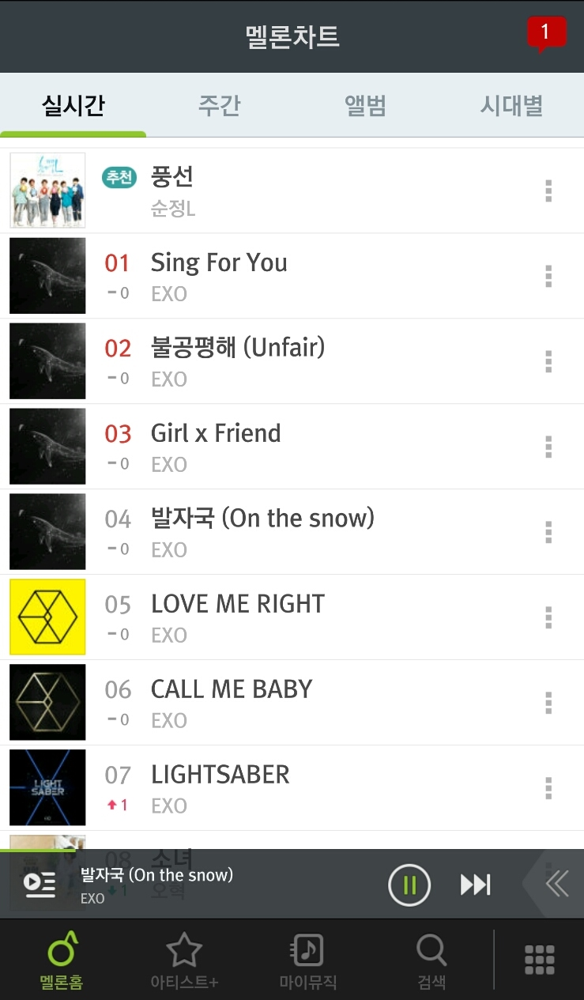 멜론차트
1
실시간 주간 앨범 시대별
추천 풍선
순정L
01 Sing For You
0 EXO
02 불공평해 (Unfair)
0 EXO
03 Girl x Friend
0 EXO
04 발자국 (On the snow)
0 EXO
05 LOVE ME RIGHT
0 EXO
06 CALL ME BABY
0 EXO
LIGHT
SABER
07 LIGHTSABER
1 EXO
08 소녀
1 오혁
발자국 (On the snow)
EXO
멜론홈 아티스트+ 마이뮤직 검색